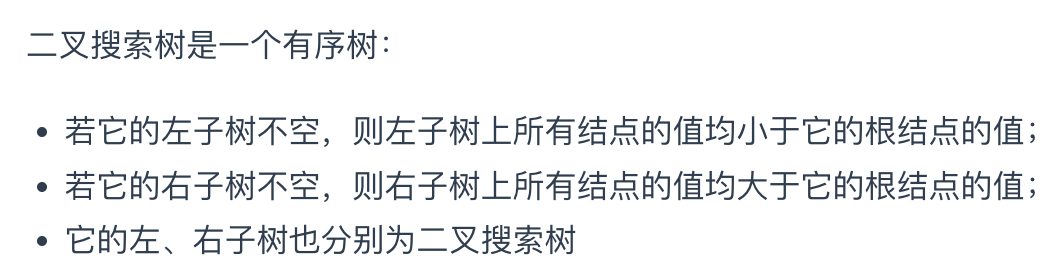 二叉搜索树是一个有序树：
• 若它的左子树不空，则左子树上所有结点的值均小于它的根结点的值；
• 若它的右子树不空，则右子树上所有结点的值均大于它的根结点的值；
• 它的左、右子树也分别为二叉搜索树